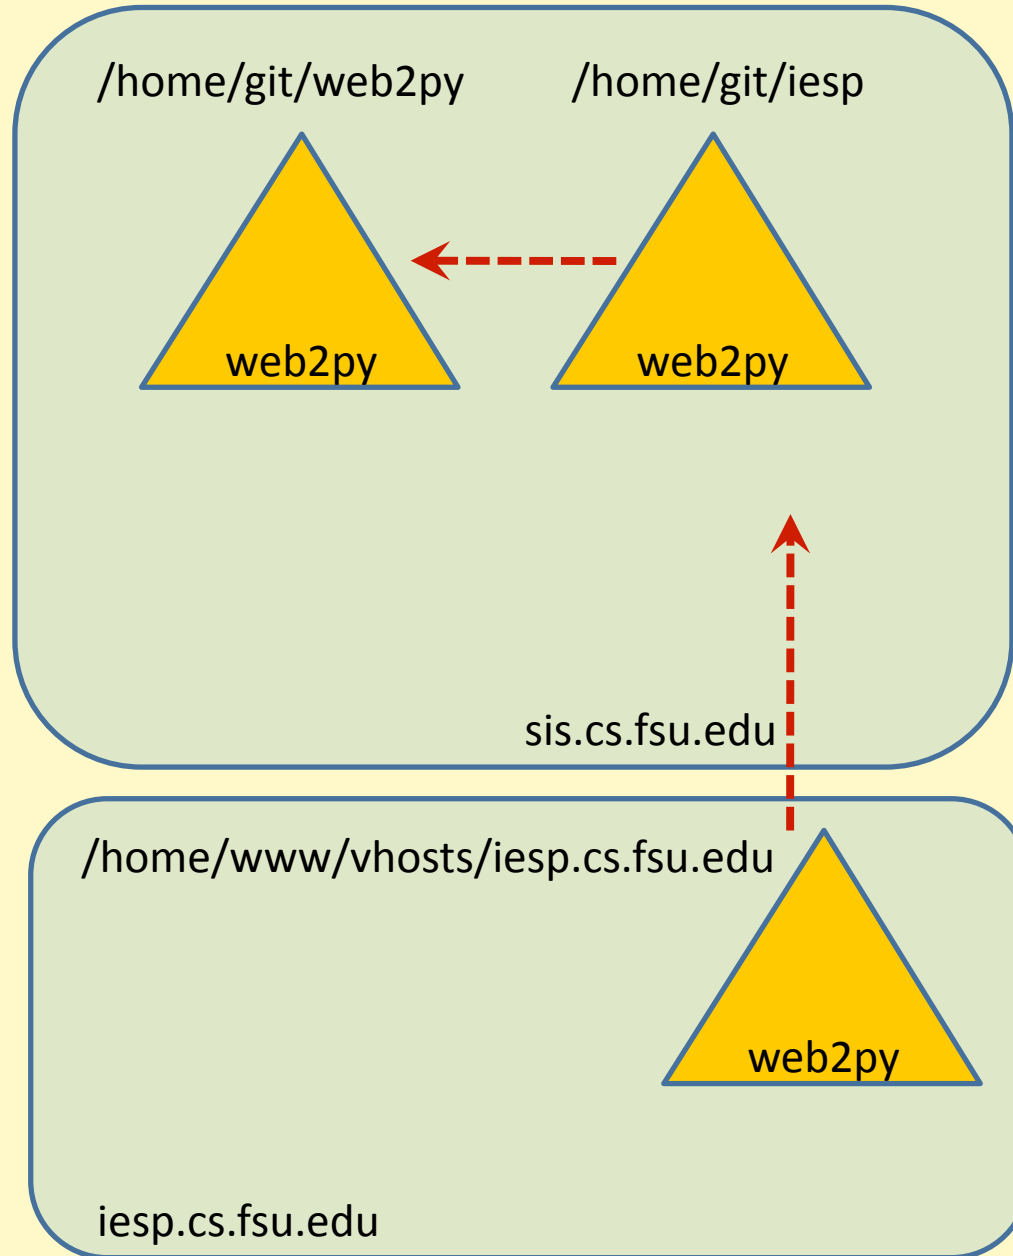 /home/git/web2py
/home/git/iesp
web2py
web2py
sis.cs.fsu.edu
/home/www/vhosts/iesp.cs.fsu.edu
web2py
iesp.cs.fsu.edu